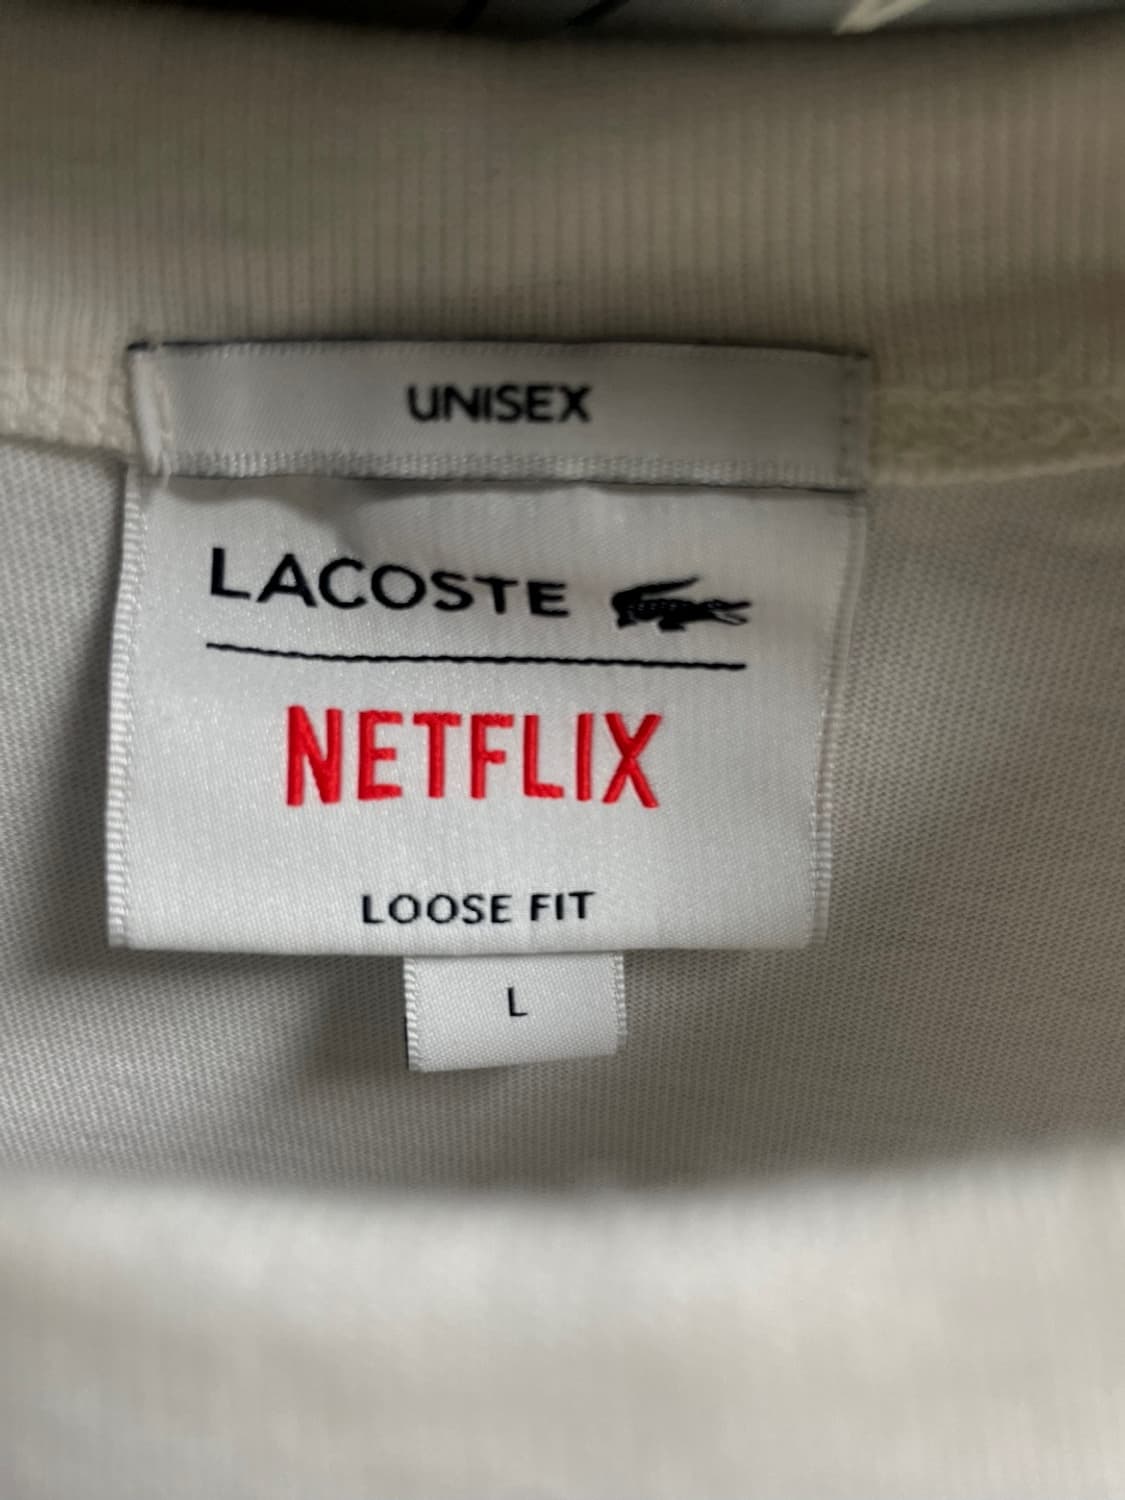 UNISEX
LACOSTE
NETFLIX
LOOSE FIT
L